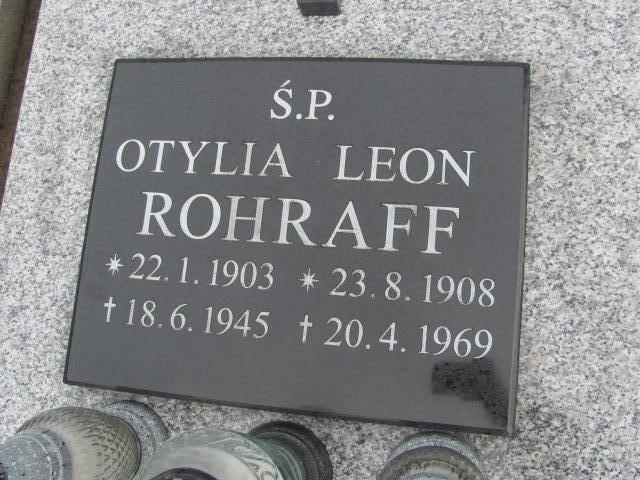 Ś.P.
OTYLIA LEON
ROHRAFF
* 22.1.1903 * 23.8.1908
† 18.6.1945 † 20.4.1969